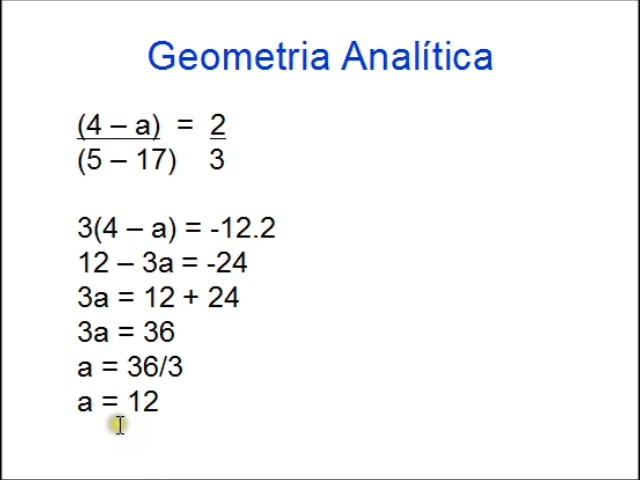 Geometria Analítica
(4 – a) = 2
(5 – 17) 3
3(4 – a) = -12.2
12 – 3a = -24
3a = 12 + 24
3a = 36
a = 36/3
a = 12